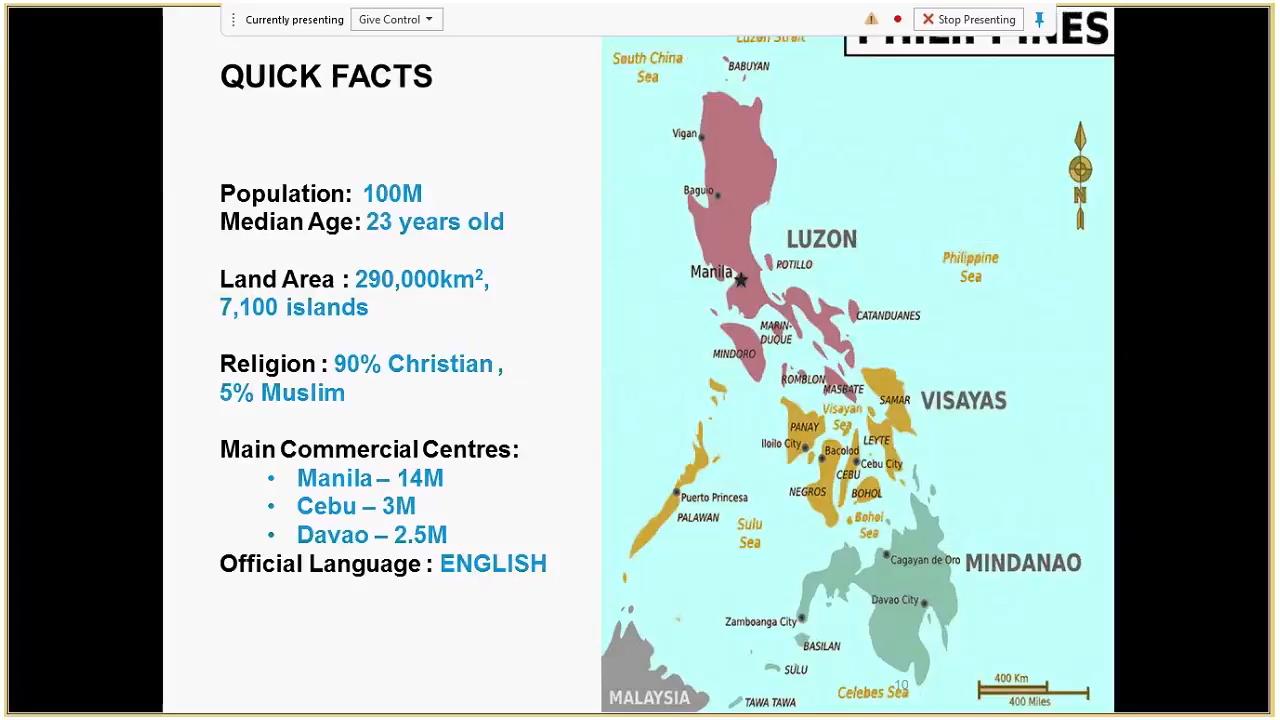 Currently presenting
Give Control
Stop Presenting
QUICK FACTS
Population: 100M
Median Age: 23 years old
Land Area : 290,000km²,
7,100 islands
Religion : 90% Christian ,
5% Muslim
Main Commercial Centres:
• Manila – 14M
• Cebu – 3M
• Davao – 2.5M
Official Language : ENGLISH
PHILIPPINES
Luzon Strait
South China
Sea
BABUYAN
Vigan
Baguio
N
LUZON
Philippine
Sea
ROTILLO
Manila
CATANDUANES
MARIN-
DUQUE
MINDORO
ROMBLON
MASBATE
SAMAR
VISAYAS
Visayan
Sea
PANAY
LEYTE
Iloilo City
Bacolod
Cebu City
CEBU
NEGROS
BOHOL
Puerto Princesa
PALAWAN
Sulu
Sea
Bohol
Sea
Cagayan de Oro
MINDANAO
Davao City
Zamboanga City
BASILAN
SULU
TAWA TAWA
MALAYSIA
Celebes Sea
10
400 Km
400 Miles